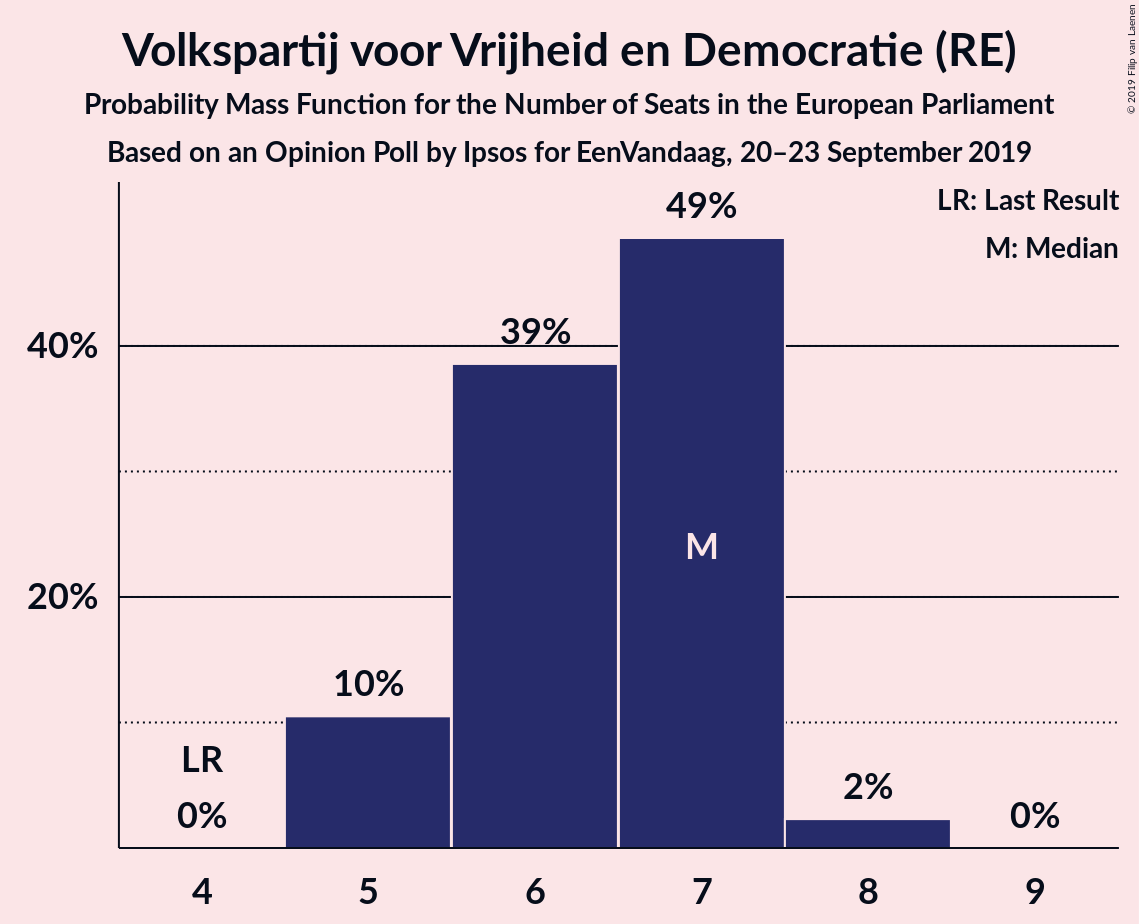 Volkspartij voor Vrijheid en Democratie (RE)
Probability Mass Function for the Number of Seats in the European Parliament
Based on an Opinion Poll by Ipsos for EenVandaag, 20–23 September 2019
© 2019 Filip van Laenen
LR: Last Result
M: Median
49%
39%
40%
M
20%
10%
LR
0%
2%
0%
4 5 6 7 8 9